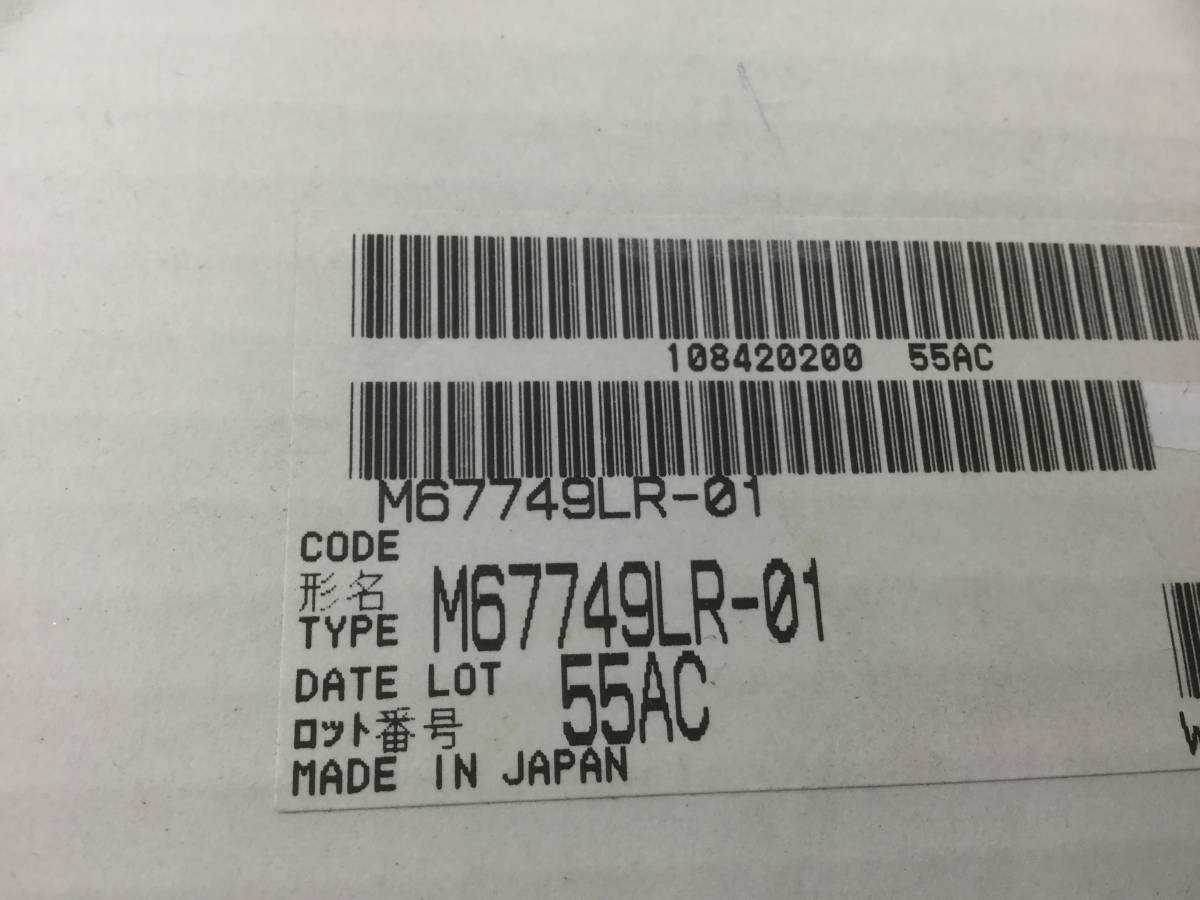 108420200 55AC
M67749LR-01
CODE
形名
TYPE M67749LR-01
DATE LOT
ロット番号 55AC
MADE IN JAPAN